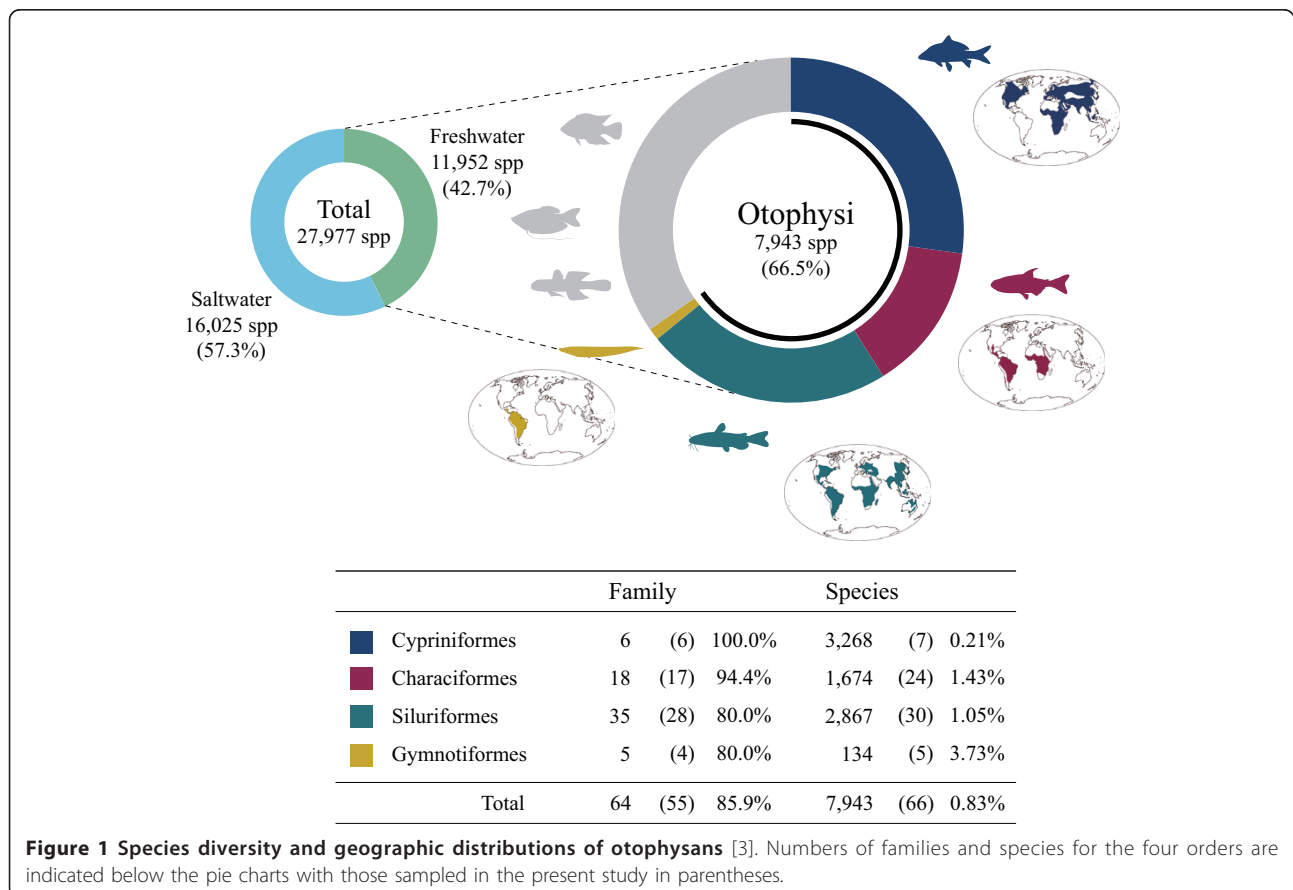 Freshwater
11,952 spp
(42.7%)
Total
27,977 spp
Saltwater
16,025 spp
(57.3%)
Otophysi
7,943 spp
(66.5%)
Family Species
Cypriniformes 6 (6) 100.0% 3,268 (7) 0.21%
Characiformes 18 (17) 94.4% 1,674 (24) 1.43%
Siluriformes 35 (28) 80.0% 2,867 (30) 1.05%
Gymnotiformes 5 (4) 80.0% 134 (5) 3.73%
Total 64 (55) 85.9% 7,943 (66) 0.83%
Figure 1 Species diversity and geographic distributions of otophysans [3]. Numbers of families and species for the four orders are
indicated below the pie charts with those sampled in the present study in parentheses.